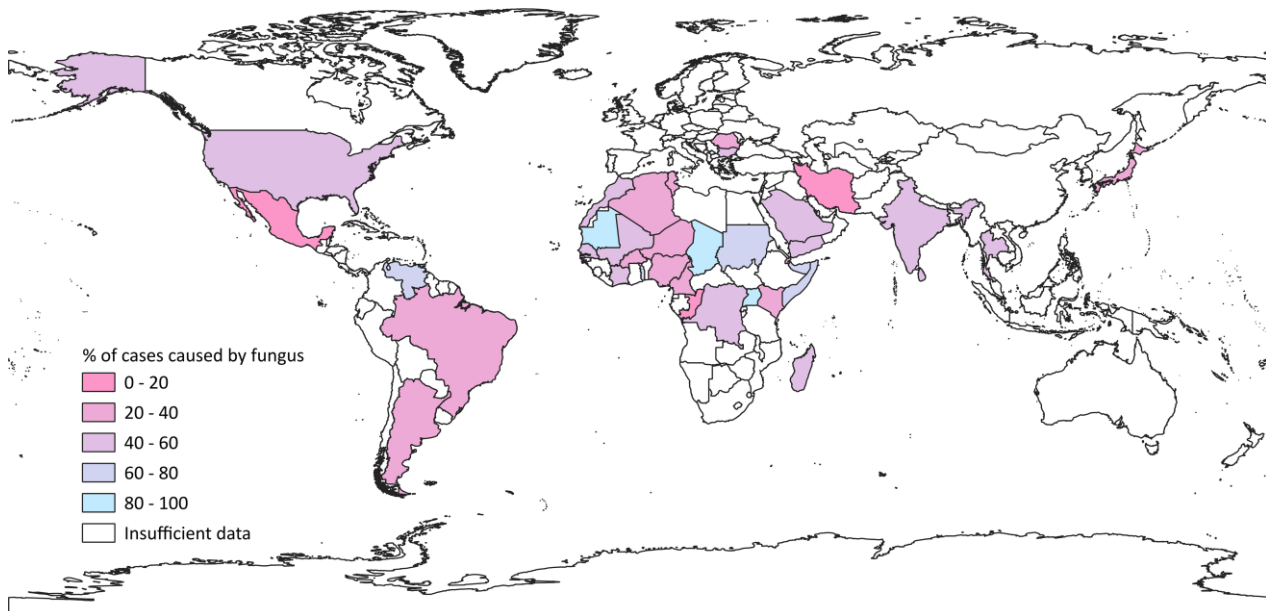 % of cases caused by fungus
0 - 20
20 - 40
40 - 60
60 - 80
80 - 100
Insufficient data